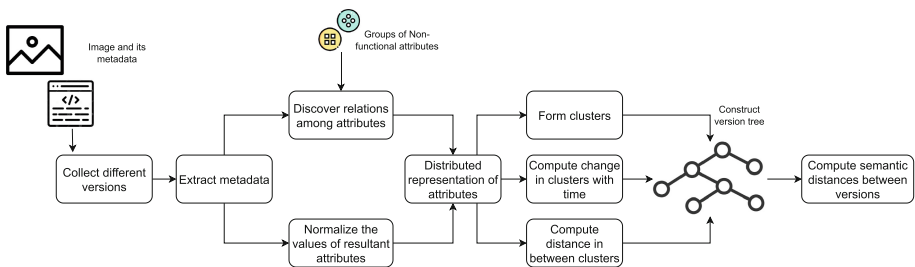 Image and its
metadata
</>
Groups of Non-
functional attributes
Collect different
versions
Extract metadata
Discover relations
among attributes
Normalize the
values of resultant
attributes
Distributed
representation of
attributes
Form clusters
Compute change
in clusters with
time
Compute
distance in
between clusters
Construct
version tree
Compute semantic
distances between
versions